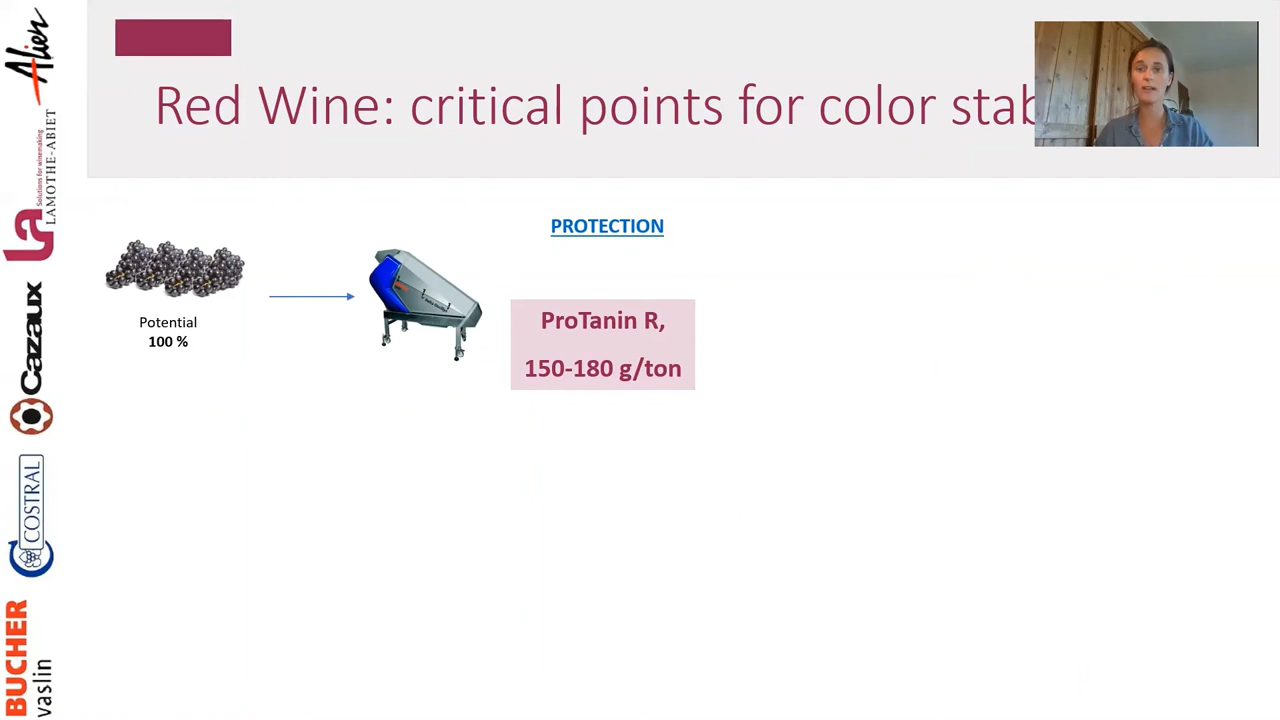 Red Wine: critical points for color stab
PROTECTION
Potential
100 %
ProTanin R,
150-180 g/ton
Alien
La
Solutions for winemaking
LAMOTHE-ABIET
Cazaux
COSTRAL
BUCHER
vaslin